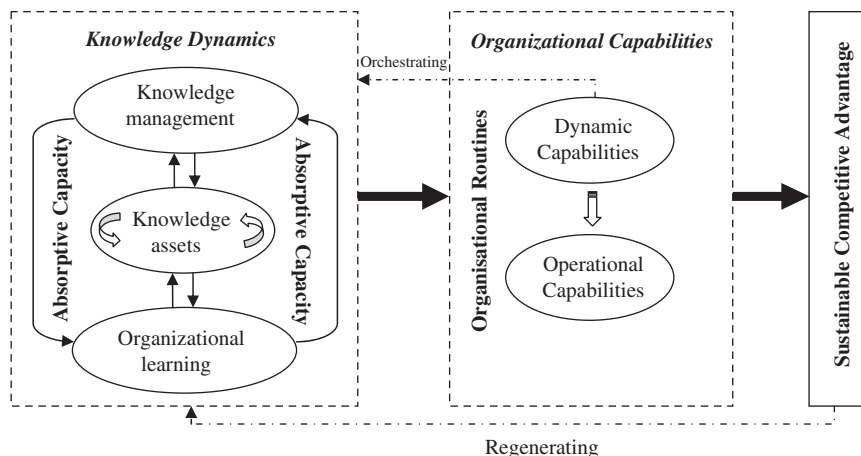 Knowledge Dynamics
Knowledge
management
Absorptive Capacity
Absorptive Capacity
Knowledge
assets
Organizational
learning
Orchestrating
Organizational Capabilities
Organisational Routines
Dynamic
Capabilities
Operational
Capabilities
Sustainable Competitive Advantage
Regenerating